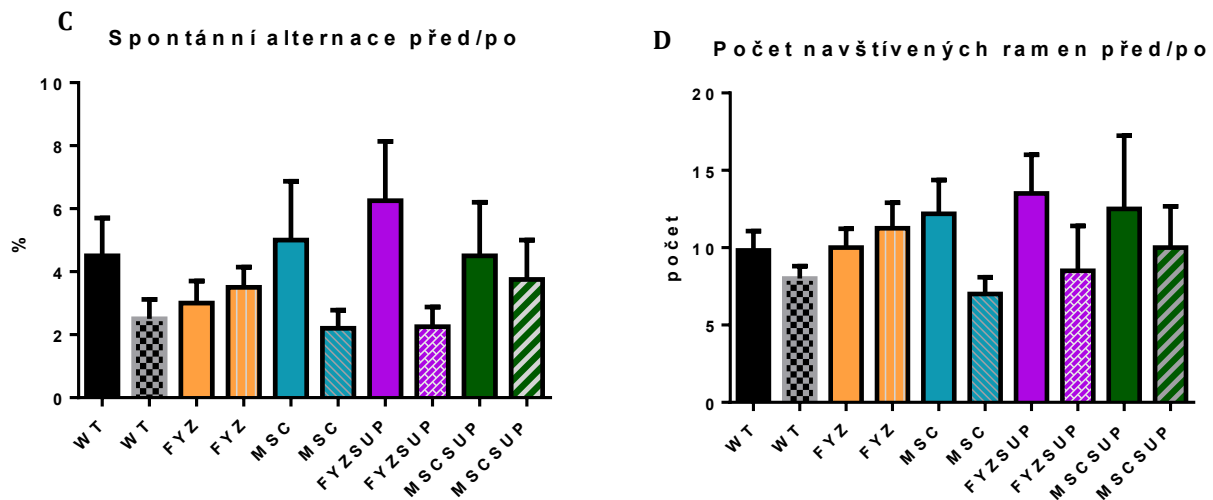 C
Spontánní alternace před/po
10
8
6
4
2
0
%
WT
WT
FYZ
FYZ
MSC
MSC
FYZSUP
FYZSUP
MSCSUP
MSCSUP
D
Počet navštívených ramen před/po
20
15
10
5
0
počet
WT
WT
FYZ
FYZ
MSC
MSC
FYZSUP
FYZSUP
MSCSUP
MSCSUP